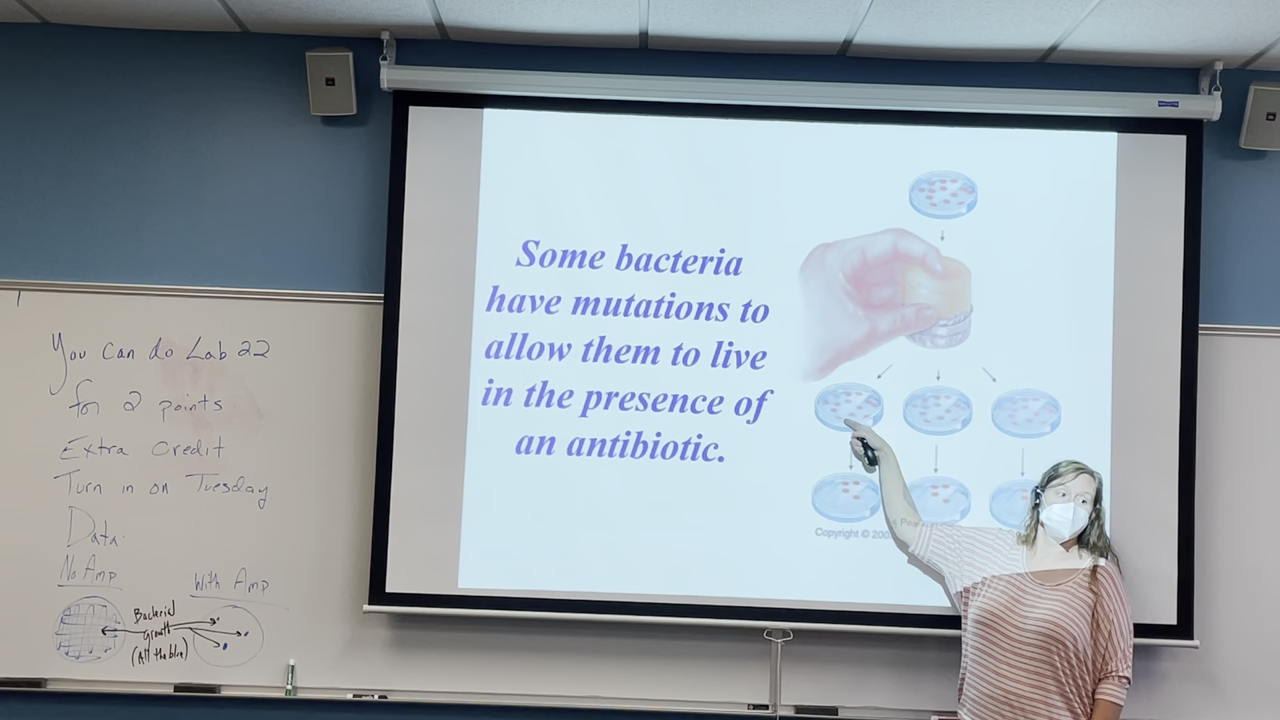 Some bacteria
have mutations to
allow them to live
in the presence of
an antibiotic.
Copyright © 200
You can do Lab 22
for 2 points
Extra Credit
Turn in on Tuesday
Data:
No Amp
With Amp
Bacterial
Growth
(All the blue)